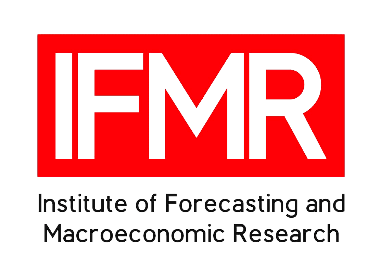 IFMR
Institute of Forecasting and
Macroeconomic Research